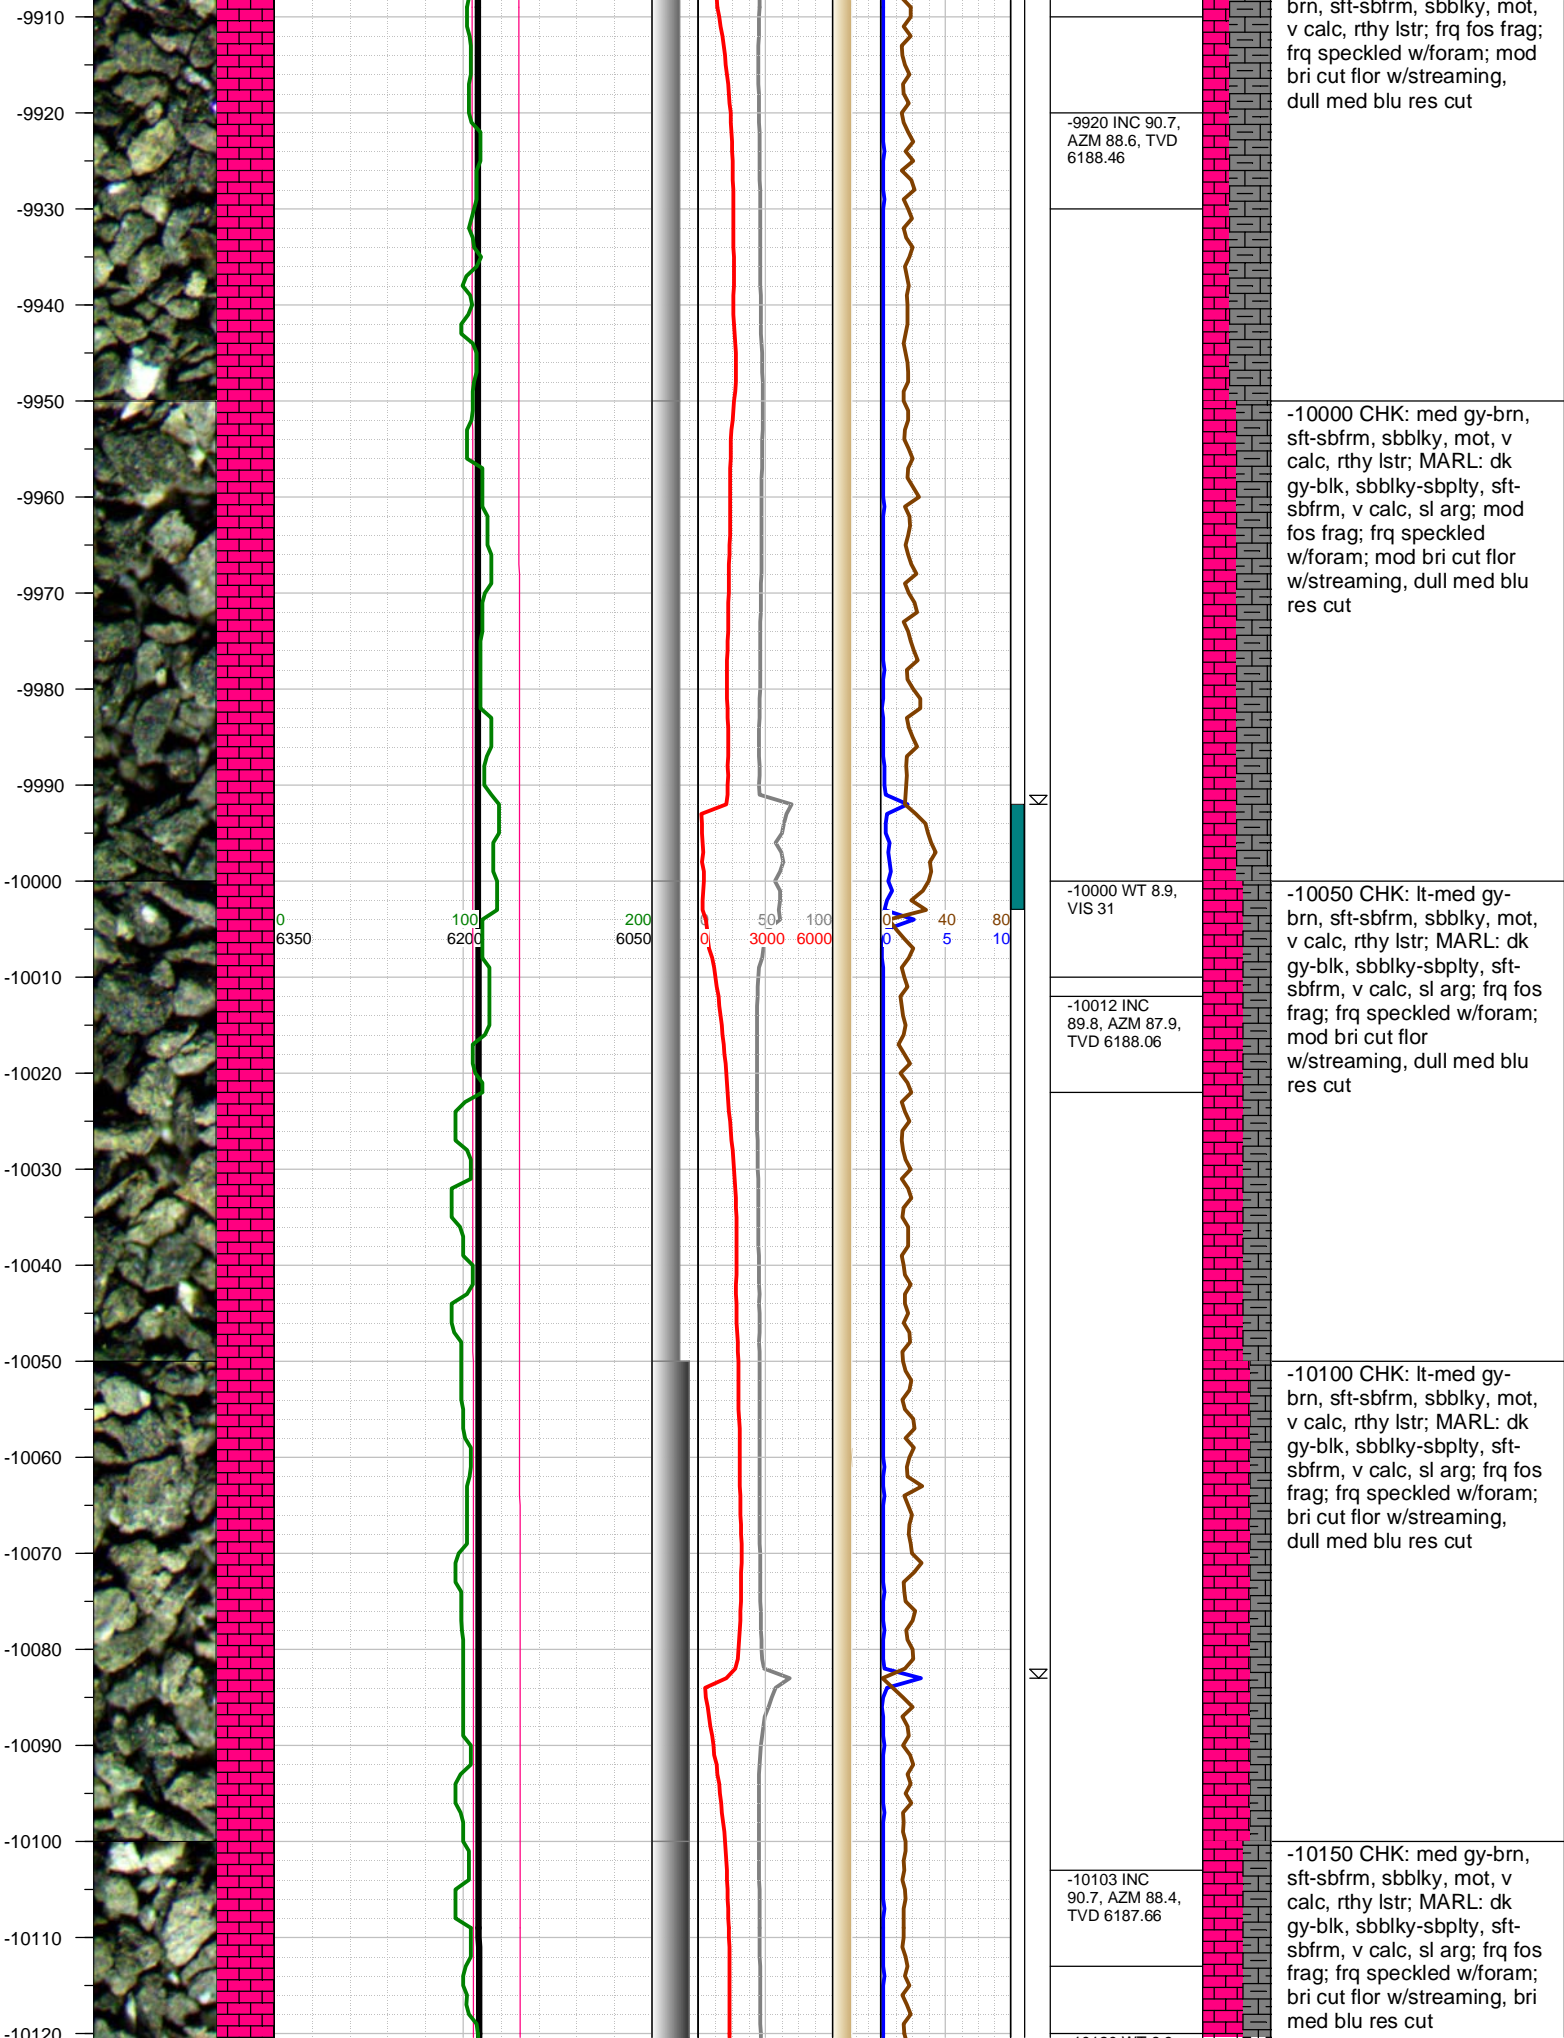 -9910
-9920
-9930
-9940
-9950
-9960
-9970
-9980
-9990
-10000
-10010
-10020
-10030
-10040
-10050
-10060
-10070
-10080
-10090
-10100
-10110
-10120
0 100 200
6350 6200 6050
0 50 100
0 3000 6000
0 40 80
0 5 10
-9920 INC 90.7,
AZM 88.6, TVD
6188.46
-10000 WT 8.9,
VIS 31
-10012 INC
89.8, AZM 87.9,
TVD 6188.06
-10103 INC
90.7, AZM 88.4,
TVD 6187.66
brn, sft-sbfrm, sbblky, mot,
v calc, rthy lstr; frq fos frag;
frq speckled w/foram; mod
bri cut flor w/streaming,
dull med blu res cut
-10000 CHK: med gy-brn,
sft-sbfrm, sbblky, mot, v
calc, rthy lstr; MARL: dk
gy-blk, sbblky-sbplty, sft-
sbfrm, v calc, sl arg; mod
fos frag; frq speckled
w/foram; mod bri cut flor
w/streaming, dull med blu
res cut
-10050 CHK: lt-med gy-
brn, sft-sbfrm, sbblky, mot,
v calc, rthy lstr; MARL: dk
gy-blk, sbblky-sbplty, sft-
sbfrm, v calc, sl arg; frq fos
frag; frq speckled w/foram;
mod bri cut flor
w/streaming, dull med blu
res cut
-10100 CHK: lt-med gy-
brn, sft-sbfrm, sbblky, mot,
v calc, rthy lstr; MARL: dk
gy-blk, sbblky-sbplty, sft-
sbfrm, v calc, sl arg; frq fos
frag; frq speckled w/foram;
bri cut flor w/streaming,
dull med blu res cut
-10150 CHK: med gy-brn,
sft-sbfrm, sbblky, mot, v
calc, rthy lstr; MARL: dk
gy-blk, sbblky-sbplty, sft-
sbfrm, v calc, sl arg; frq fos
frag; frq speckled w/foram;
bri cut flor w/streaming, bri
med blu res cut